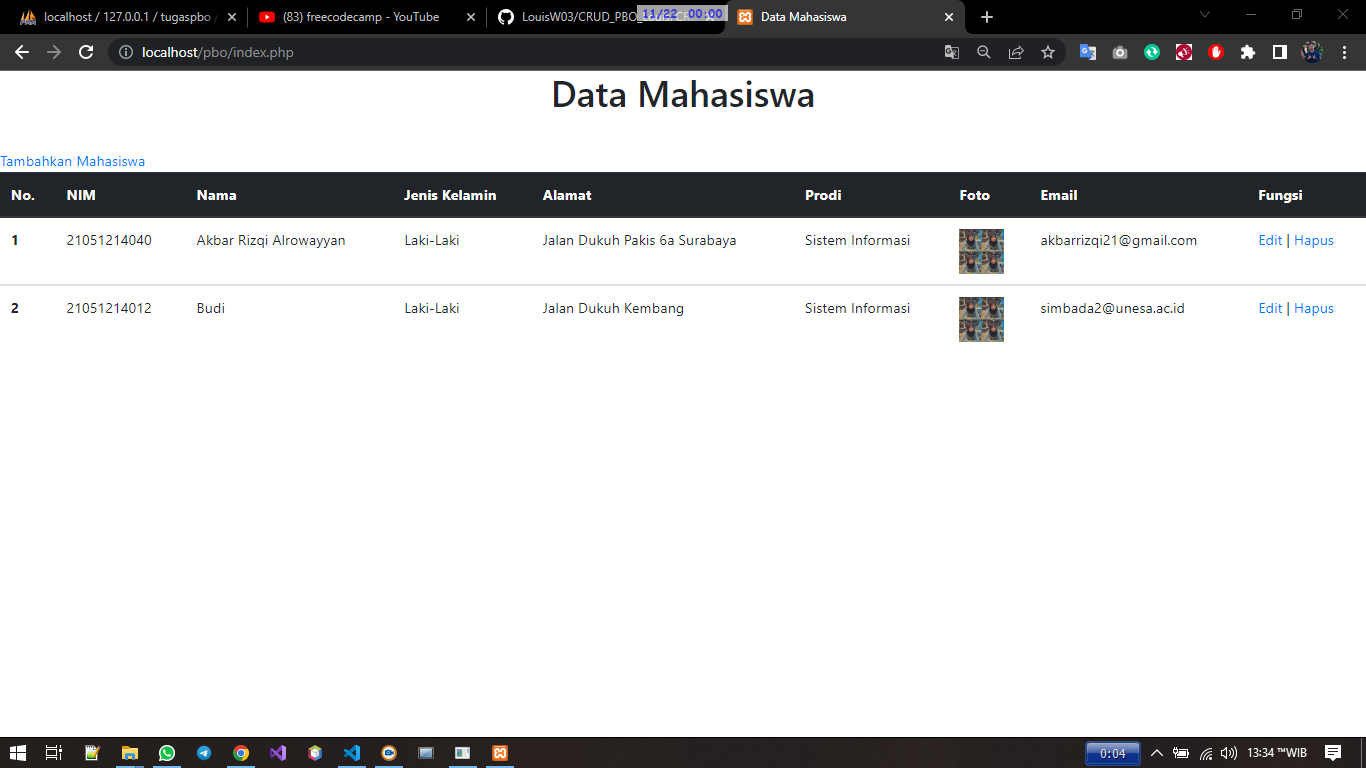 localhost / 127.0.0.1 / tugaspbo /
(83) freecodecamp - YouTube
LouisW03/CRUD_PBO_
11/22 00:00
Data Mahasiswa
localhost/pbo/index.php
Data Mahasiswa
Tambahkan Mahasiswa
No. NIM Nama Jenis Kelamin Alamat Prodi Foto Email Fungsi
1 21051214040 Akbar Rizqi Alrowayyan Laki-Laki Jalan Dukuh Pakis 6a Surabaya Sistem Informasi akbarrizqi21@gmail.com Edit | Hapus
2 21051214012 Budi Laki-Laki Jalan Dukuh Kembang Sistem Informasi simbada2@unesa.ac.id Edit | Hapus
0:04 13:34 ™WIB